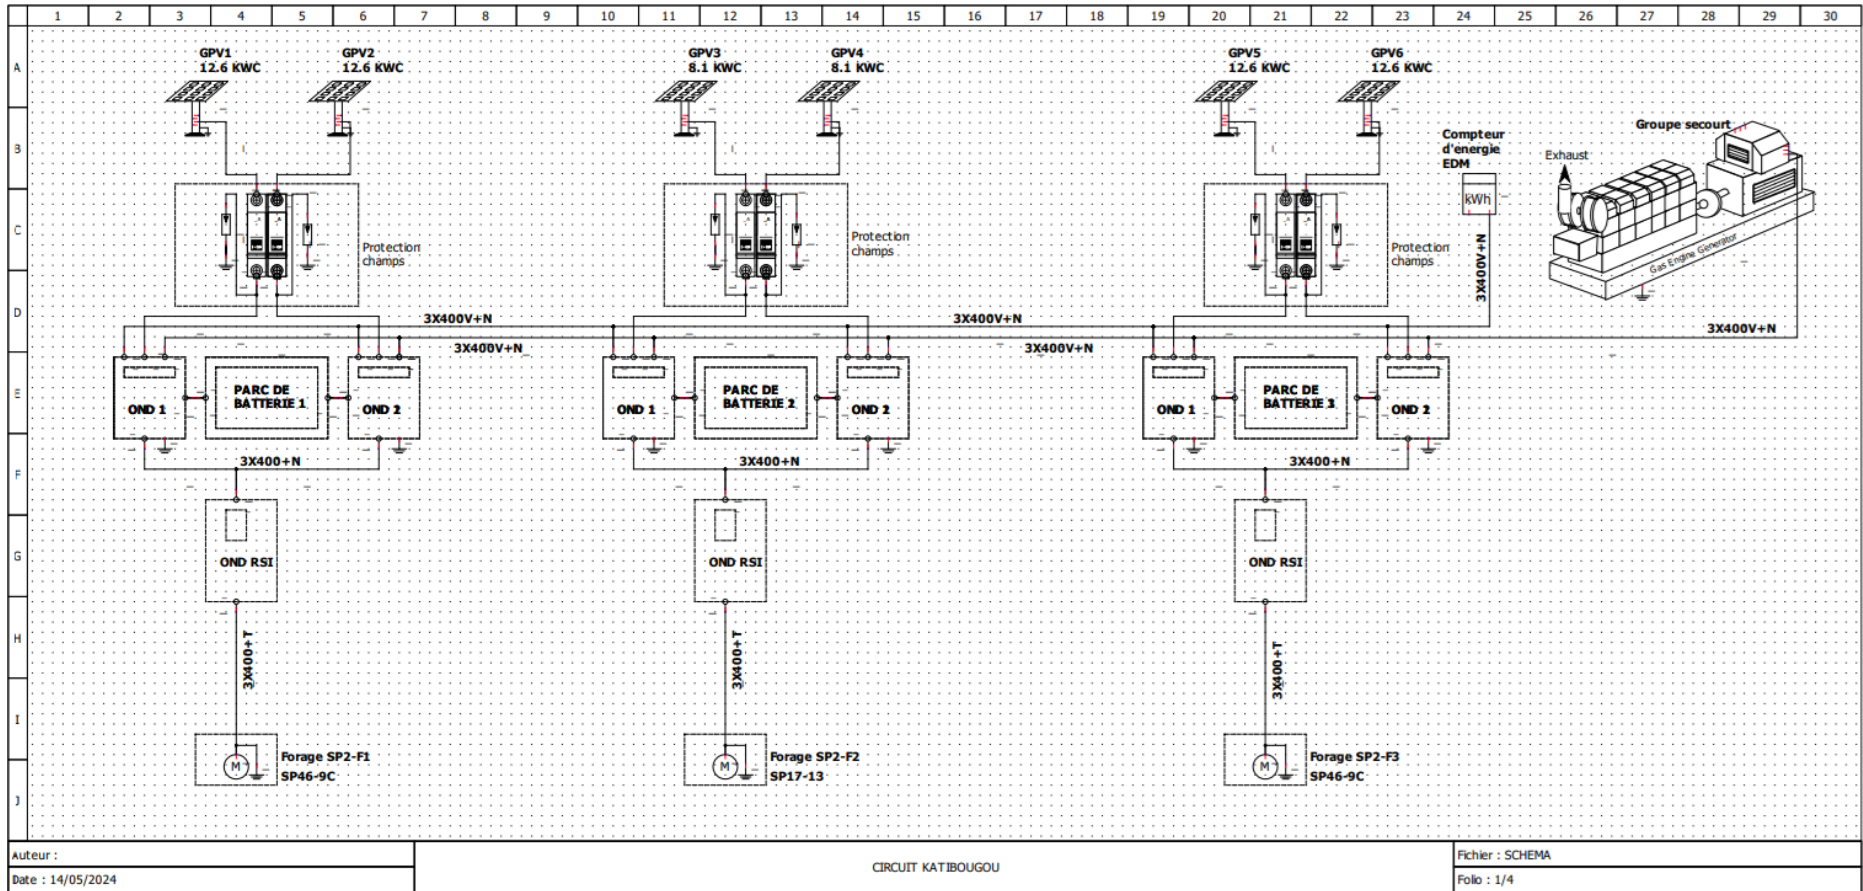 1 2 3 4 5 6 7 8 9 10 11 12 13 14 15 16 17 18 19 20 21 22 23 24 25 26 27 28 29 30
A
B
C
D
E
F
G
H
I
J
GPV1
12.6 KWC
GPV2
12.6 KWC
GPV3
8.1 KWC
GPV4
8.1 KWC
GPV5
12.6 KWC
GPV6
12.6 KWC
Compteur
d'energie
EDM
kWh
Groupe secourt
Exhaust
Gas Engine Generator
Protection
champs
Protection
champs
Protection
champs
3X400V+N
3X400V+N
3X400V+N
3X400V+N
3X400V+N
3X400V+N
OND 1
PARC DE
BATTERIE 1
OND 2
OND 1
PARC DE
BATTERIE 2
OND 2
OND 1
PARC DE
BATTERIE 3
OND 2
3X400+N
3X400+N
3X400+N
OND RSI
OND RSI
OND RSI
3X400+T
3X400+T
3X400+T
M
Forage SP2-F1
SP46-9C
M
Forage SP2-F2
SP17-13
M
Forage SP2-F3
SP46-9C
Auteur :
Date : 14/05/2024
CIRCUIT KATIBOUGOU
Fichier : SCHEMA
Folio : 1/4